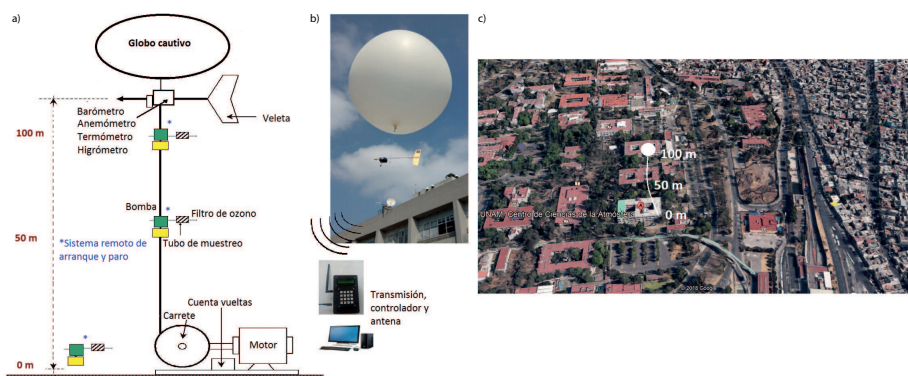 a)
Globo cautivo
Barómetro
Anemómetro
Termómetro
Higrómetro
Veleta
100 m
*
Bomba
*
Filtro de ozono
Tubo de muestreo
50 m
*Sistema remoto de
arranque y paro
Cuenta vueltas
Carrete
Motor
*
0 m
b)
Transmisión,
controlador y
antena
c)
100 m
50 m
0 m
UNAM) Centro de Ciencias de la Atmósfera
© 2018 Google